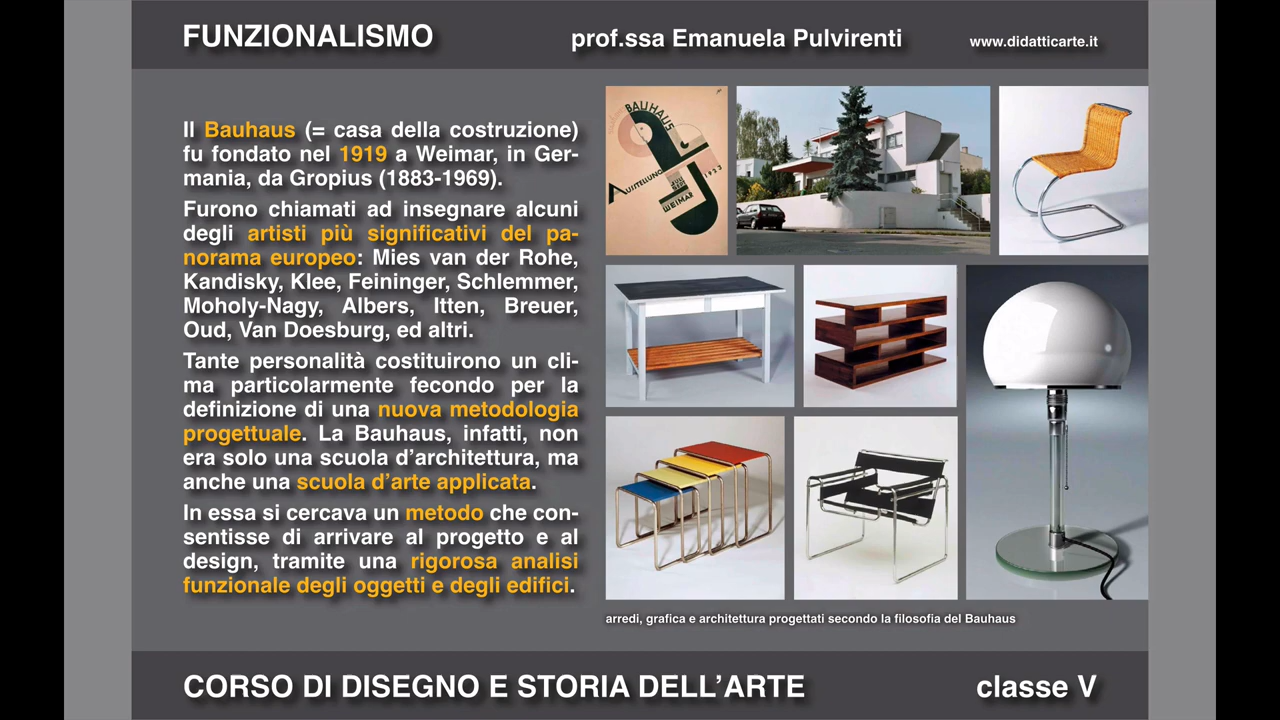 FUNZIONALISMO
prof.ssa Emanuela Pulvirenti
www.didatticarte.it
Il Bauhaus (= casa della costruzione)
fu fondato nel 1919 a Weimar, in Ger-
mania, da Gropius (1883-1969).
Furono chiamati ad insegnare alcuni
degli artisti più significativi del pa-
norama europeo: Mies van der Rohe,
Kandisky, Klee, Feininger, Schlemmer,
Moholy-Nagy, Albers, Itten, Breuer,
Oud, Van Doesburg, ed altri.
Tante personalità costituirono un cli-
ma particolarmente fecondo per la
definizione di una nuova metodologia
progettuale. La Bauhaus, infatti, non
era solo una scuola d’architettura, ma
anche una scuola d’arte applicata.
In essa si cercava un metodo che con-
sentisse di arrivare al progetto e al
design, tramite una rigorosa analisi
funzionale degli oggetti e degli edifici.
BAUHAUS
AUSSTELLUNG
WEIMAR
1923
arredi, grafica e architettura progettati secondo la filosofia del Bauhaus
CORSO DI DISEGNO E STORIA DELL’ARTE
classe V